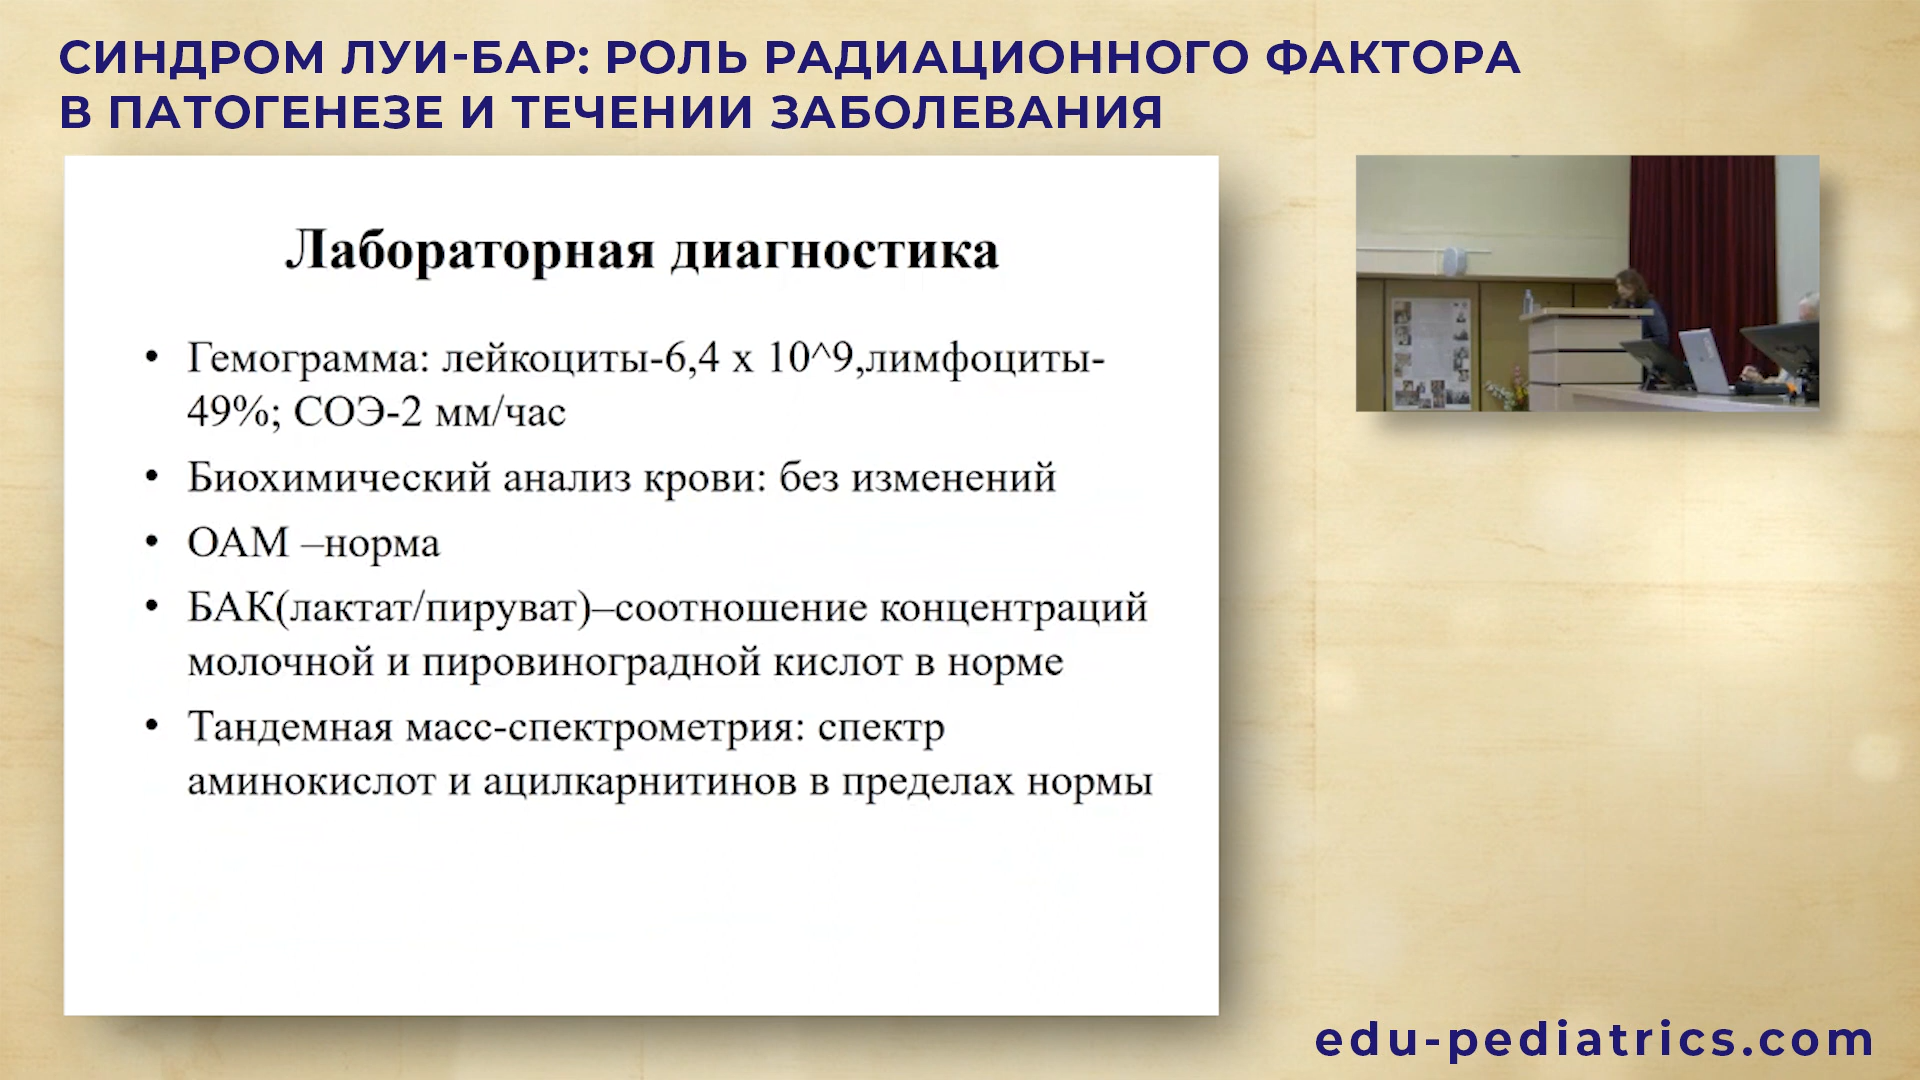 СИНДРОМ ЛУИ-БАР: РОЛЬ РАДИАЦИОННОГО ФАКТОРА
В ПАТОГЕНЕЗЕ И ТЕЧЕНИИ ЗАБОЛЕВАНИЯ
Лабораторная диагностика
• Гемограмма: лейкоциты-6,4 х 10^9,лимфоциты-
49%; СОЭ-2 мм/час
• Биохимический анализ крови: без изменений
• ОАМ –норма
• БАК(лактат/пируват)–соотношение концентраций
молочной и пировиноградной кислот в норме
• Тандемная масс-спектрометрия: спектр
аминокислот и ацилкарнитинов в пределах нормы
edu-pediatrics.com